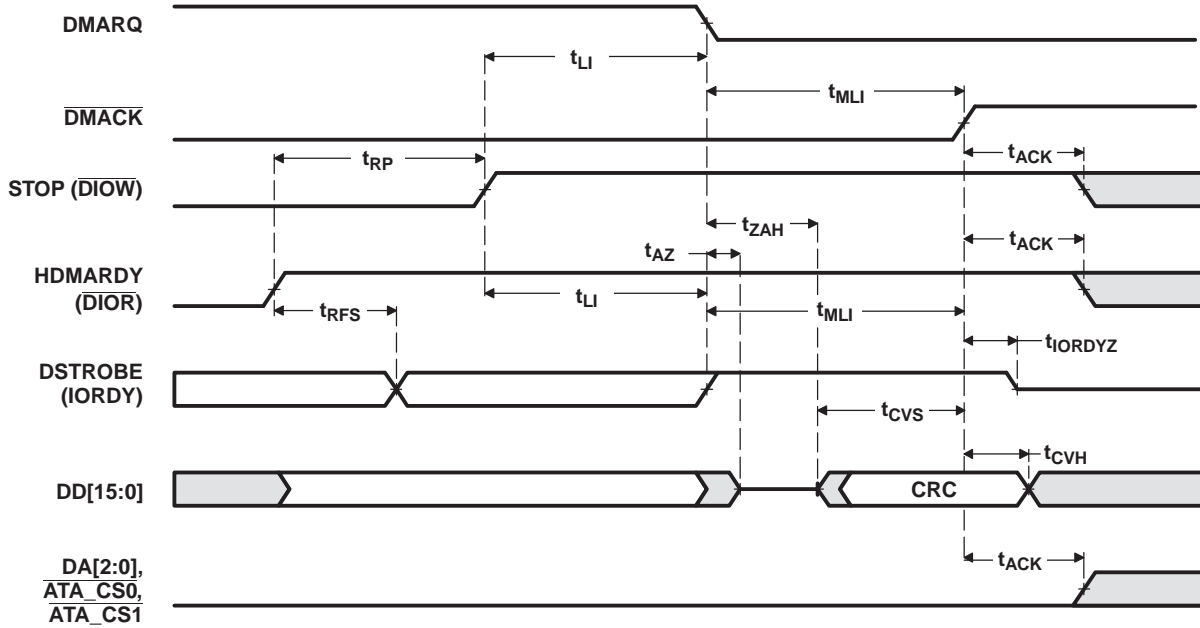 DMARQ
tLI
tMLI
DMACK
tRP
tACK
STOP (DIOW)
tZAH
tAZ
tACK
HDMARDY
(DIOR)
tLI
tMLI
tRFS
tIORDYZ
DSTROBE
(IORDY)
tCVS
tCVH
DD[15:0]
CRC
DA[2:0],
ATA_CS0,
ATA_CS1
tACK